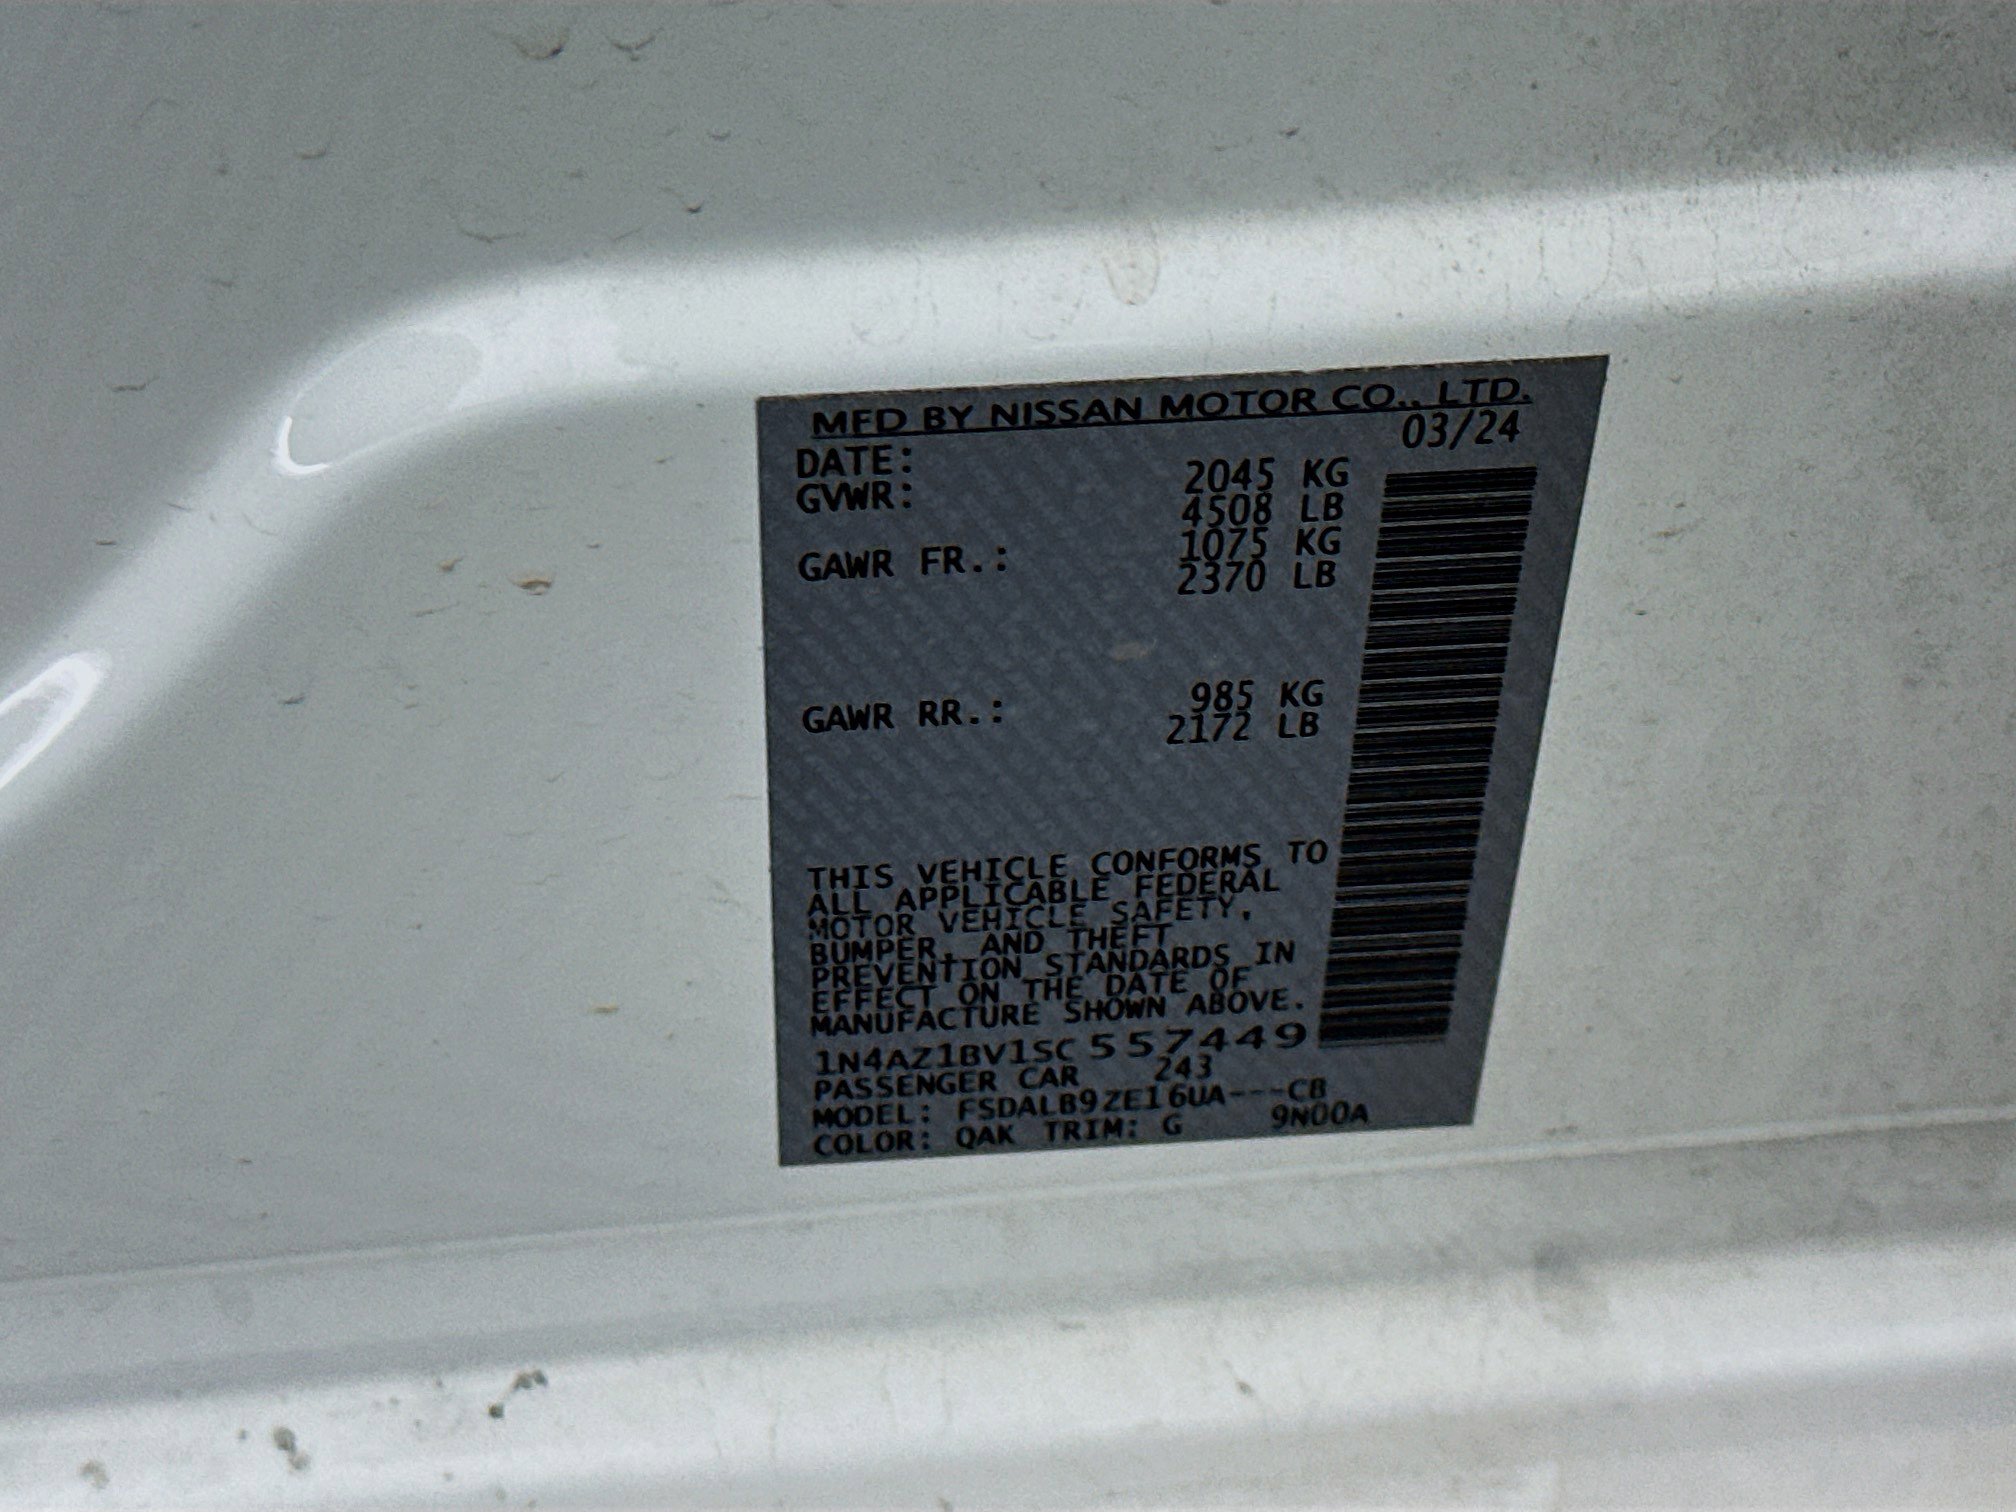 MFD BY NISSAN MOTOR CO., LTD.
DATE: 03/24
GVWR: 2045 KG
4508 LB
GAWR FR.: 1075 KG
2370 LB
GAWR RR.: 985 KG
2172 LB
THIS VEHICLE CONFORMS TO
ALL APPLICABLE FEDERAL
MOTOR VEHICLE SAFETY,
BUMPER, AND THEFT
PREVENTION STANDARDS IN
EFFECT ON THE DATE OF
MANUFACTURE SHOWN ABOVE.
1N4AZ1BV1SC557449
PASSENGER CAR 243
MODEL: FSDALB9ZE16UA---CB
COLOR: QAK TRIM: G 9N00A